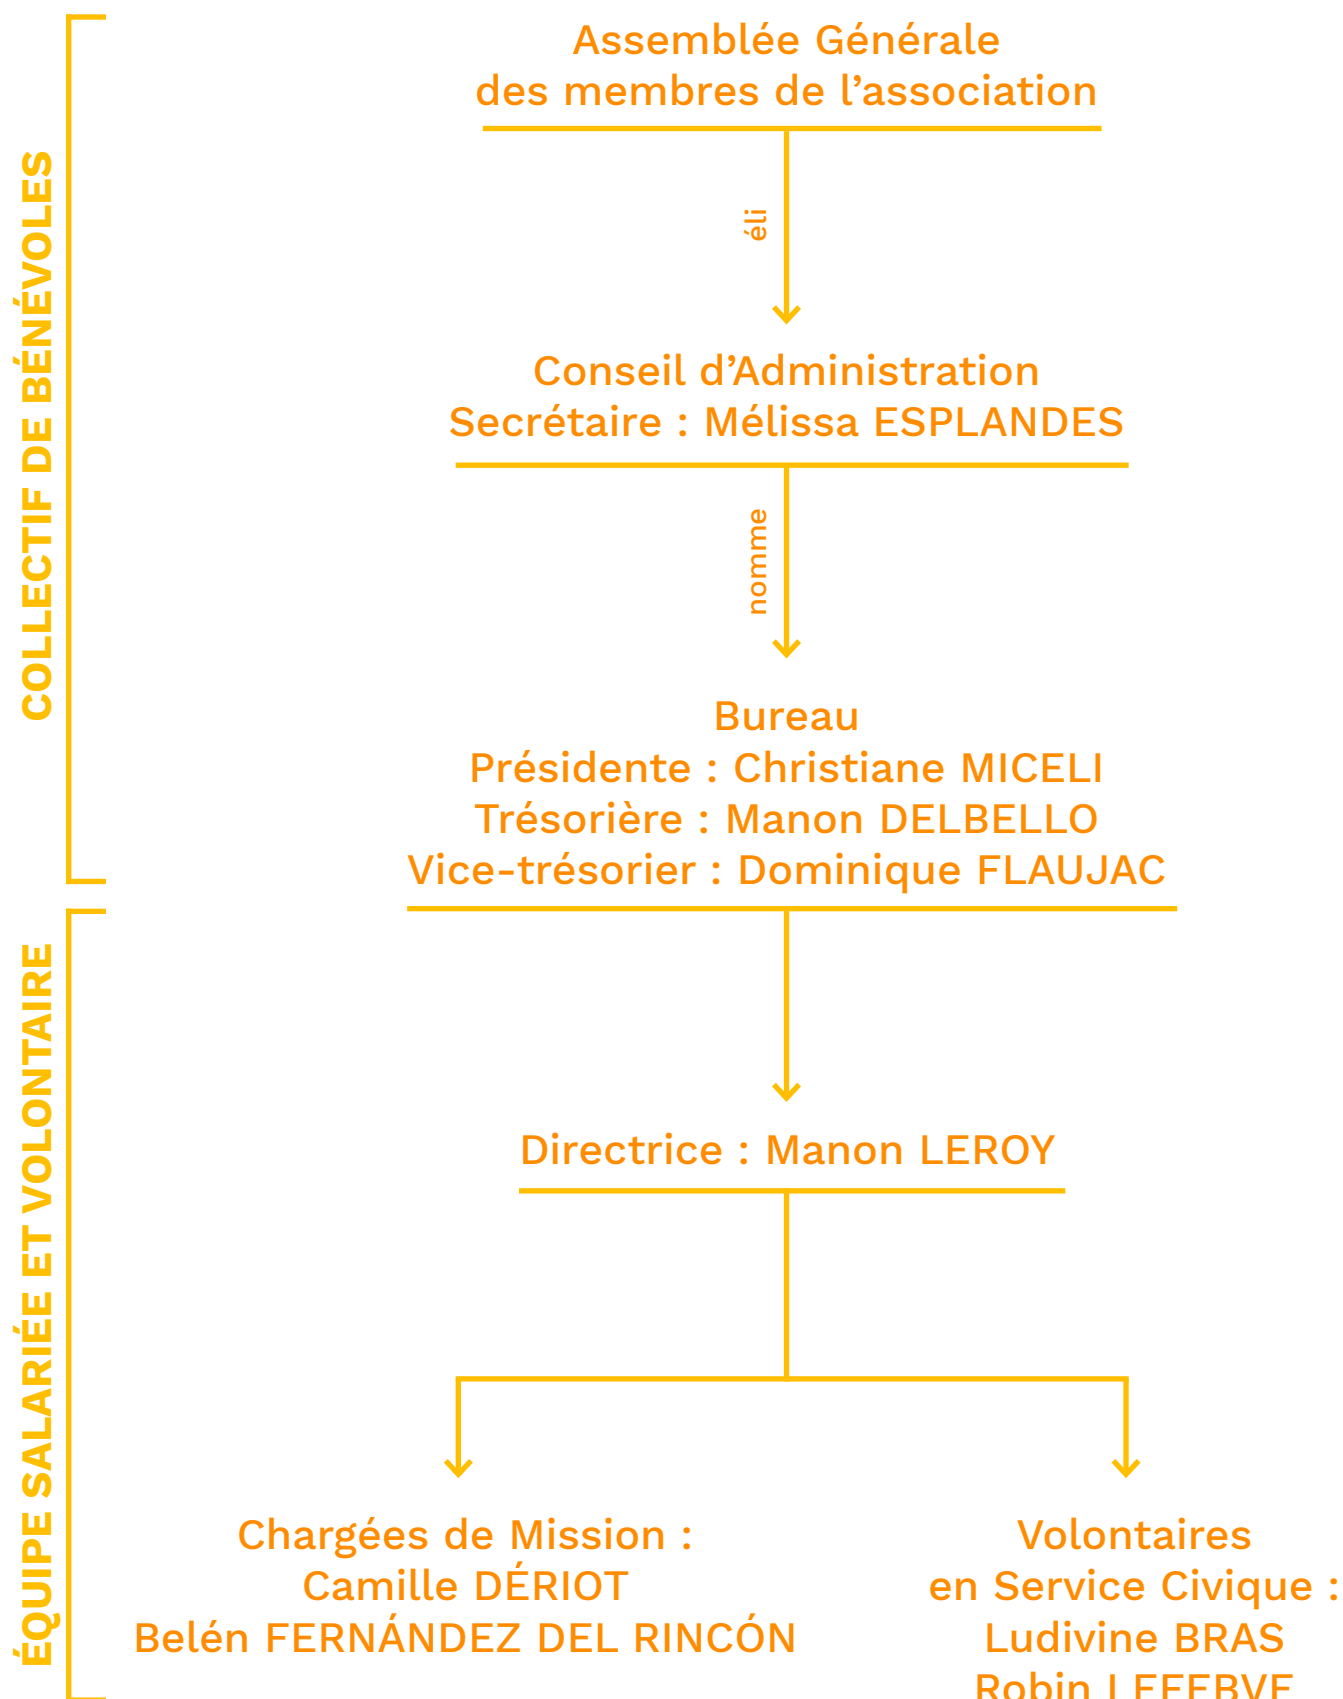 COLLECTIF DE BÉNÉVOLES
Assemblée Générale
des membres de l’association
éli
Conseil d’Administration
Secrétaire : Mélissa ESPLANDES
nomme
Bureau
Présidente : Christiane MICELI
Trésorière : Manon DELBELLO
Vice-trésorier : Dominique FLAUJAC
ÉQUIPE SALARIÉE ET VOLONTAIRE
Directrice : Manon LEROY
Chargées de Mission :
Camille DÉRIOT
Belén FERNÁNDEZ DEL RINCÓN
Volontaires
en Service Civique :
Ludivine BRAS
Robin LEFEBVE